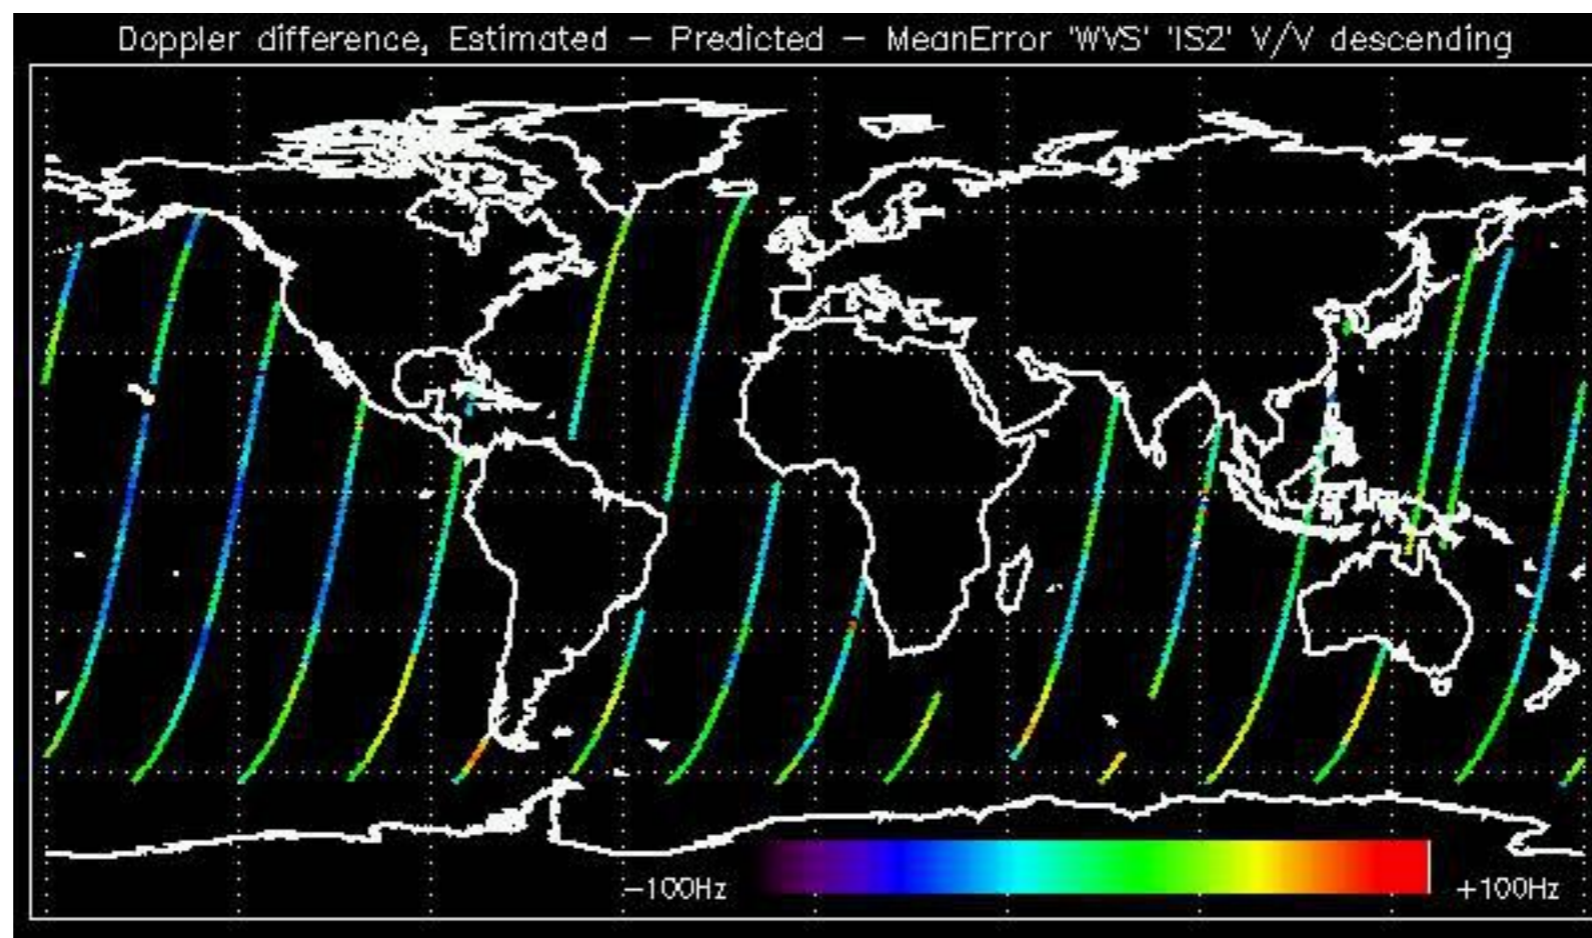 Doppler difference, Estimated – Predicted – MeanError 'WVS' 'IS2' V/V descending
–100Hz +100Hz